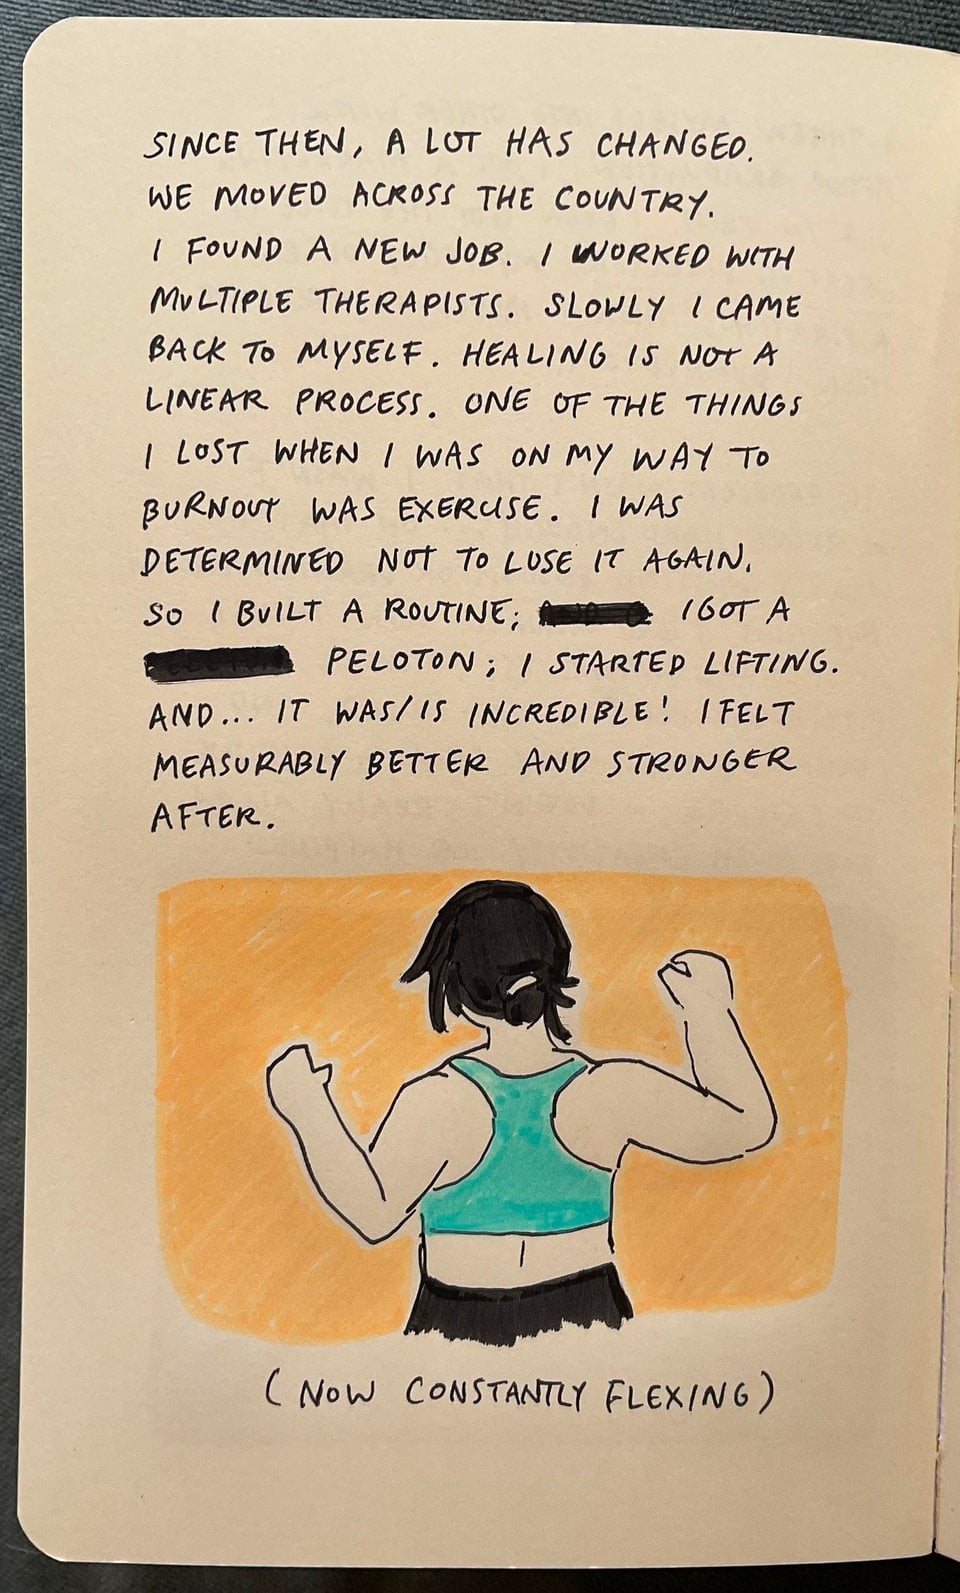 SINCE THEN, A LOT HAS CHANGED.
WE MOVED ACROSS THE COUNTRY.
I FOUND A NEW JOB. I WORKED WITH
MULTIPLE THERAPISTS. SLOWLY I CAME
BACK TO MYSELF. HEALING IS NOT A
LINEAR PROCESS. ONE OF THE THINGS
I LOST WHEN I WAS ON MY WAY TO
BURNOUT WAS EXERCISE. I WAS
DETERMINED NOT TO LOSE IT AGAIN.
SO I BUILT A ROUTINE; I GOT A
PELOTON; I STARTED LIFTING.
AND... IT WAS/IS INCREDIBLE! I FELT
MEASURABLY BETTER AND STRONGER
AFTER.
(NOW CONSTANTLY FLEXING)